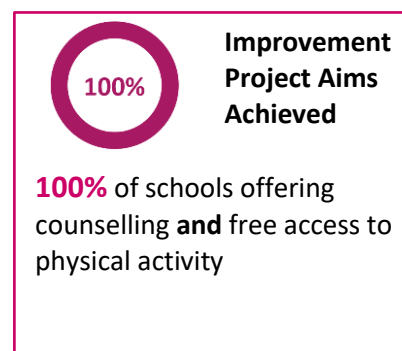 100%
Improvement
Project Aims
Achieved
100% of schools offering
counselling and free access to
physical activity